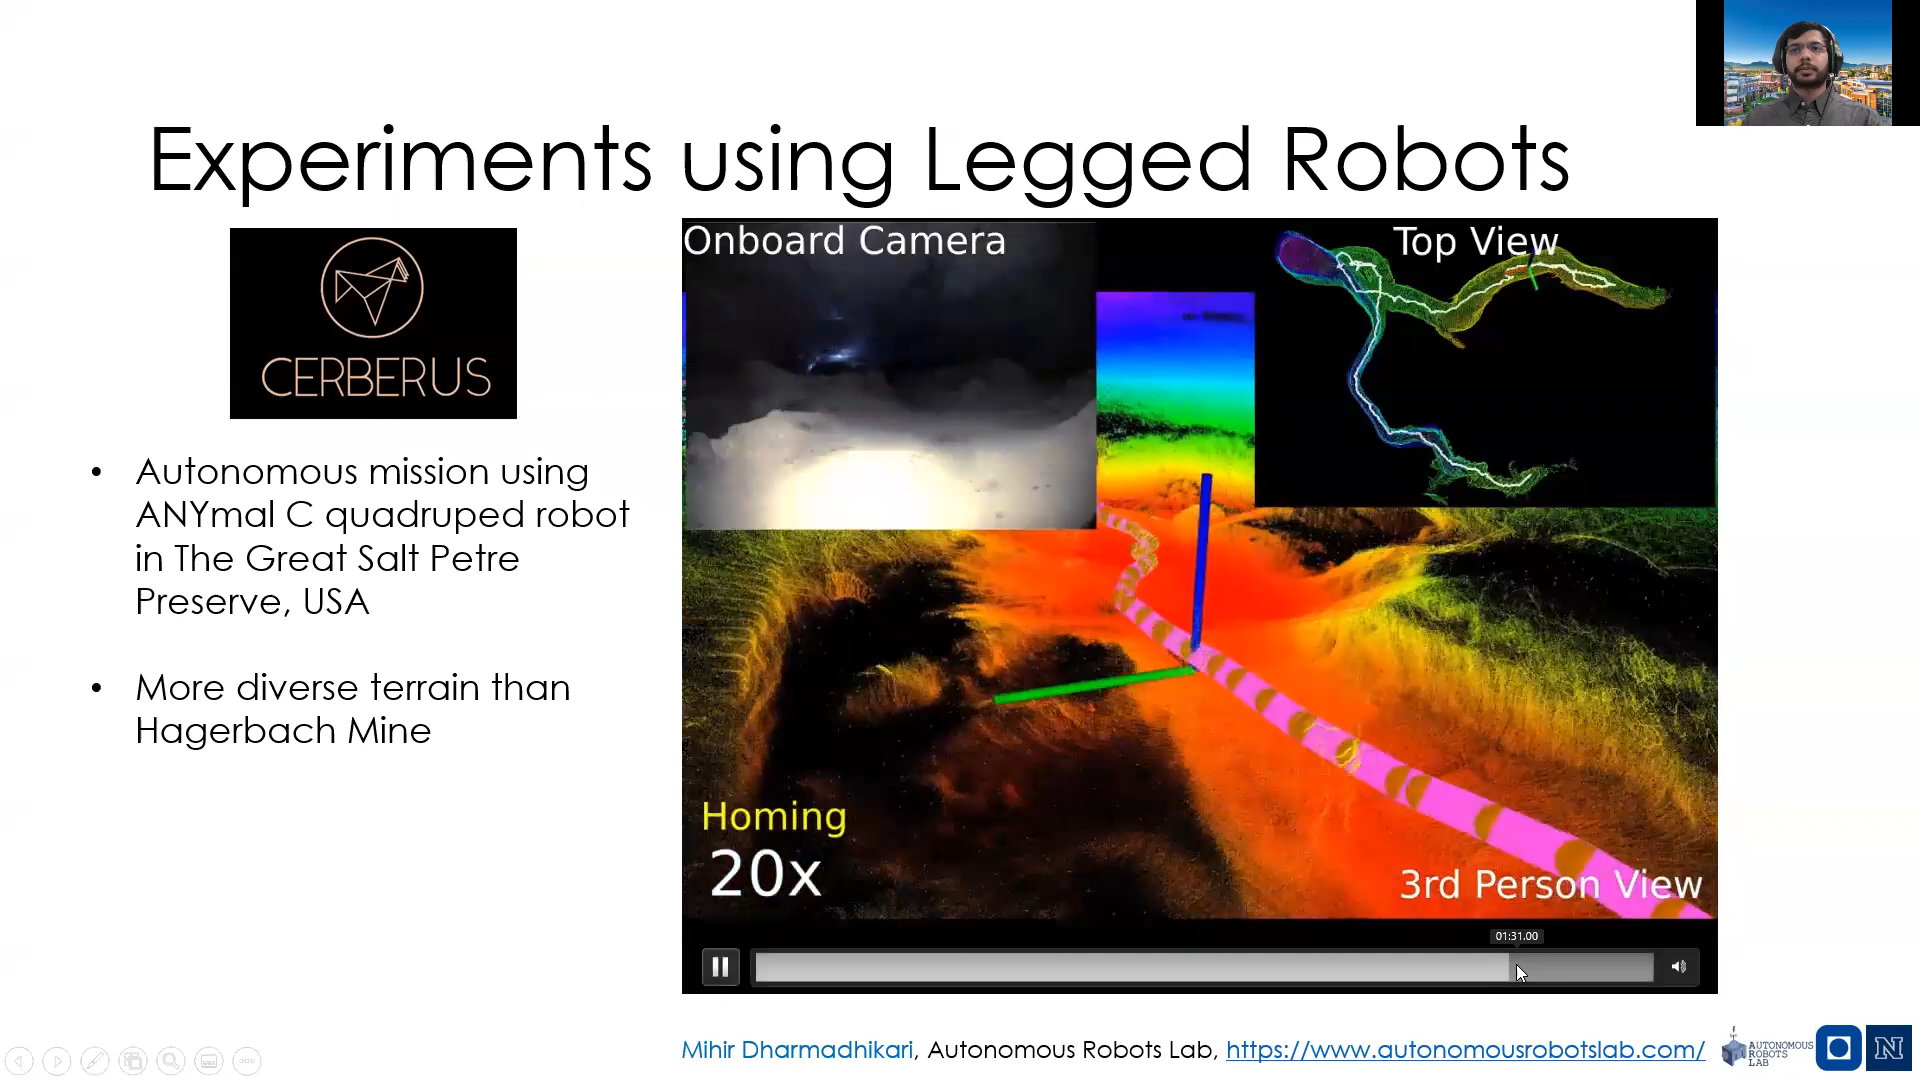 Experiments using Legged Robots
CERBERUS
• Autonomous mission using
ANYmal C quadruped robot
in The Great Salt Petre
Preserve, USA
• More diverse terrain than
Hagerbach Mine
Onboard Camera
Top View
Homing
20x
3rd Person View
01:31.00
Mihir Dharmadhikari, Autonomous Robots Lab, https://www.autonomousrobotslab.com/
AUTONOMOUS
ROBOTS
LAB
N